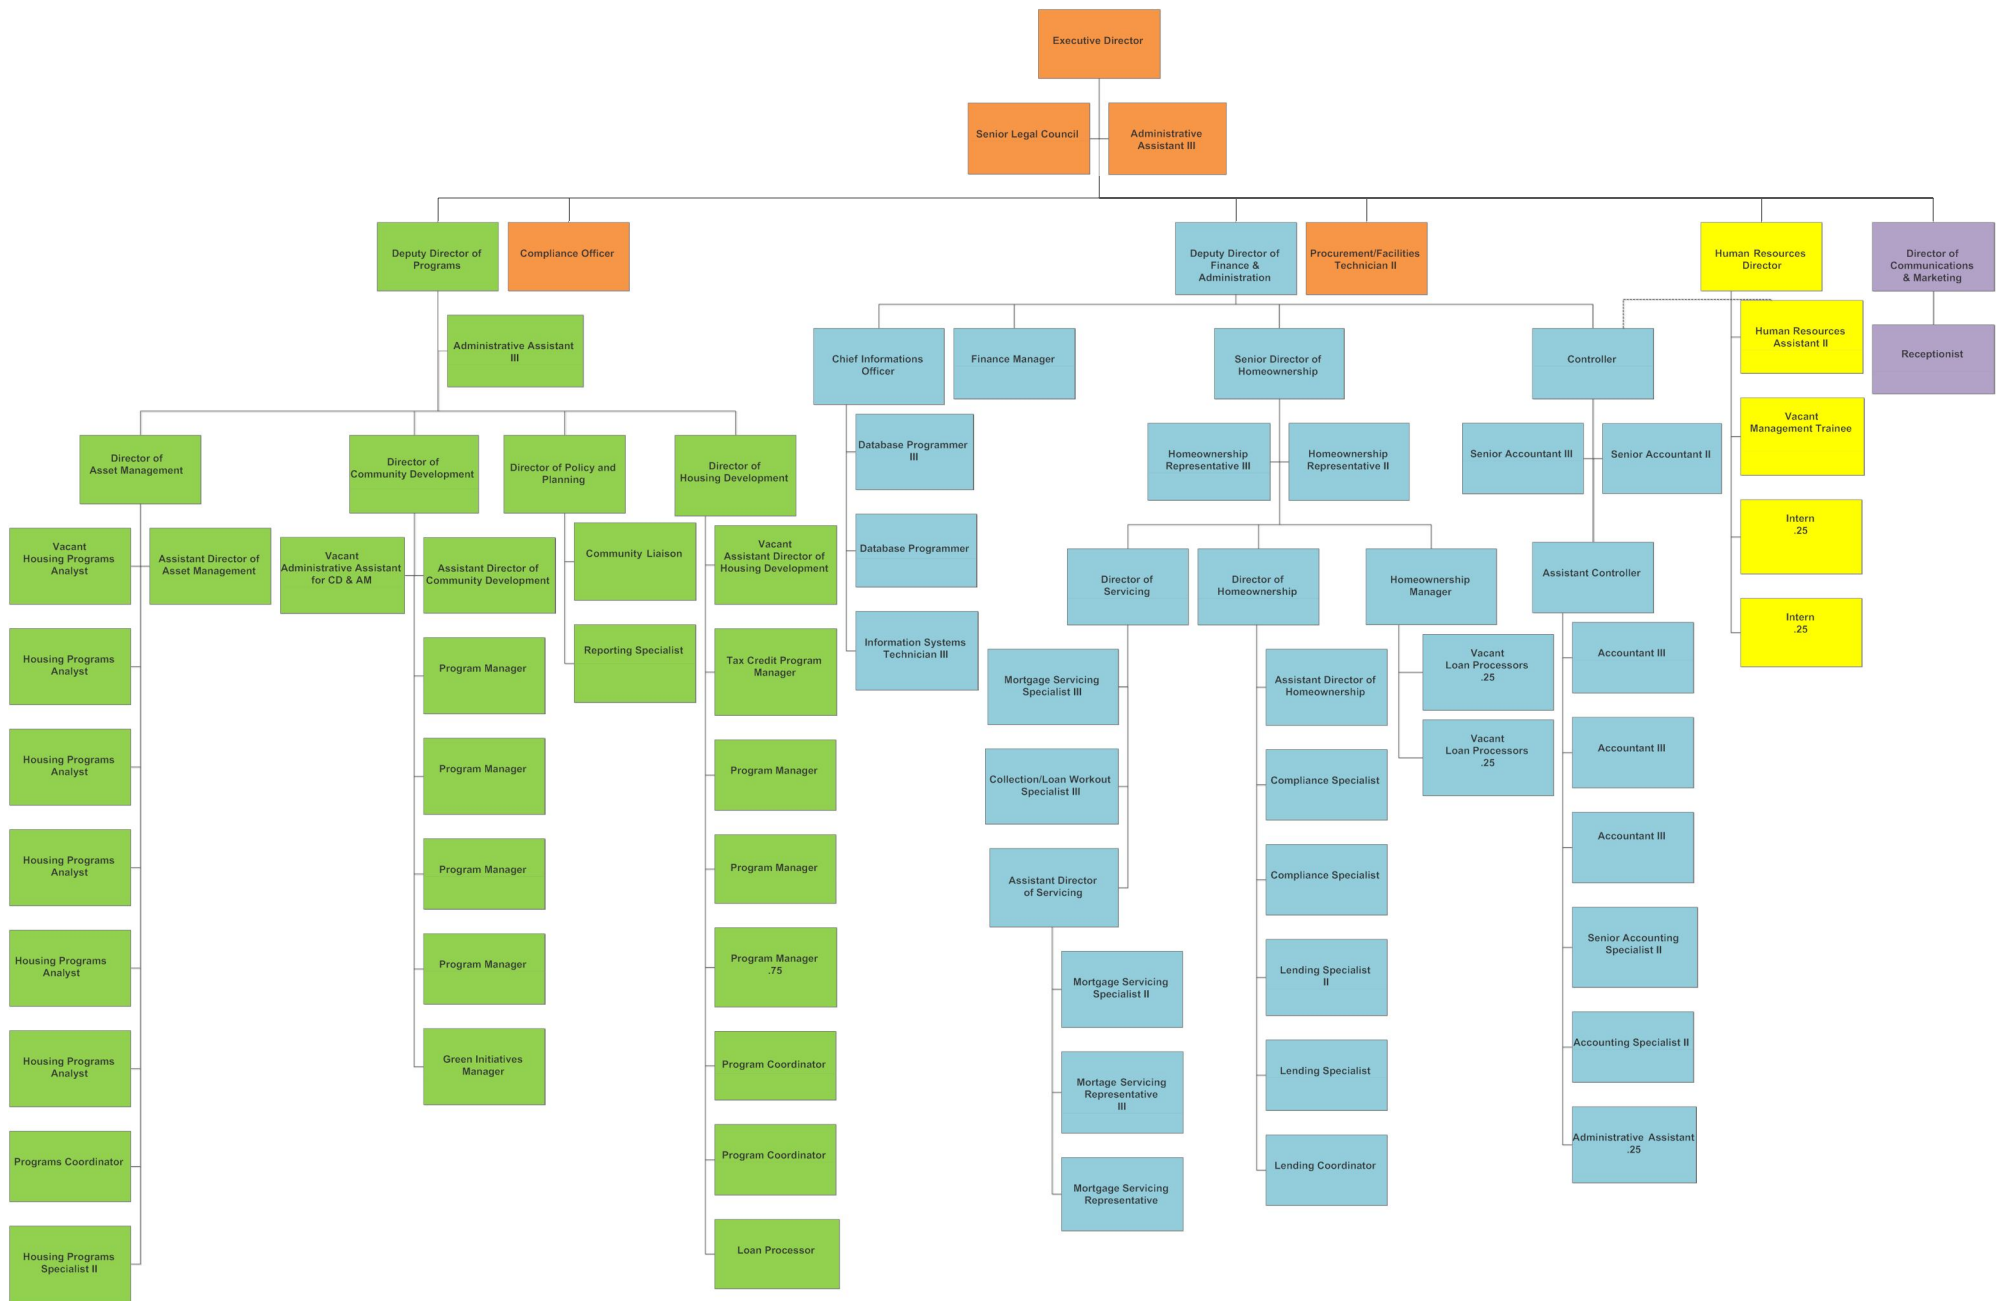 Executive Director
Senior Legal Council
Administrative
Assistant III
Deputy Director of
Programs
Compliance Officer
Deputy Director of
Finance &
Administration
Procurement/Facilities
Technician II
Human Resources
Director
Director of
Communications
& Marketing
Administrative Assistant
III
Chief Informations
Officer
Finance Manager
Senior Director of
Homeownership
Controller
Human Resources
Assistant II
Receptionist
Director of
Asset Management
Director of
Community Development
Director of Policy and
Planning
Director of
Housing Development
Database Programmer
III
Homeownership
Representative III
Homeownership
Representative II
Senior Accountant III
Senior Accountant II
Vacant
Management Trainee
Vacant
Housing Programs
Analyst
Assistant Director of
Asset Management
Vacant
Administrative Assistant
for CD & AM
Assistant Director of
Community Development
Community Liaison
Vacant
Assistant Director of
Housing Development
Database Programmer
Director of
Servicing
Director of
Homeownership
Homeownership
Manager
Assistant Controller
Intern
.25
Housing Programs
Analyst
Program Manager
Reporting Specialist
Tax Credit Program
Manager
Information Systems
Technician III
Mortgage Servicing
Specialist III
Assistant Director of
Homeownership
Vacant
Loan Processors
.25
Accountant III
Intern
.25
Housing Programs
Analyst
Program Manager
Program Manager
Collection/Loan Workout
Specialist III
Compliance Specialist
Vacant
Loan Processors
.25
Accountant III
Housing Programs
Analyst
Program Manager
Program Manager
Assistant Director
of Servicing
Compliance Specialist
Accountant III
Housing Programs
Analyst
Program Manager
Program Manager
.75
Mortgage Servicing
Specialist II
Lending Specialist
II
Senior Accounting
Specialist II
Housing Programs
Analyst
Green Initiatives
Manager
Program Coordinator
Mortage Servicing
Representative
III
Lending Specialist
Accounting Specialist II
Programs Coordinator
Program Coordinator
Mortgage Servicing
Representative
Lending Coordinator
Administrative Assistant
.25
Housing Programs
Specialist II
Loan Processor